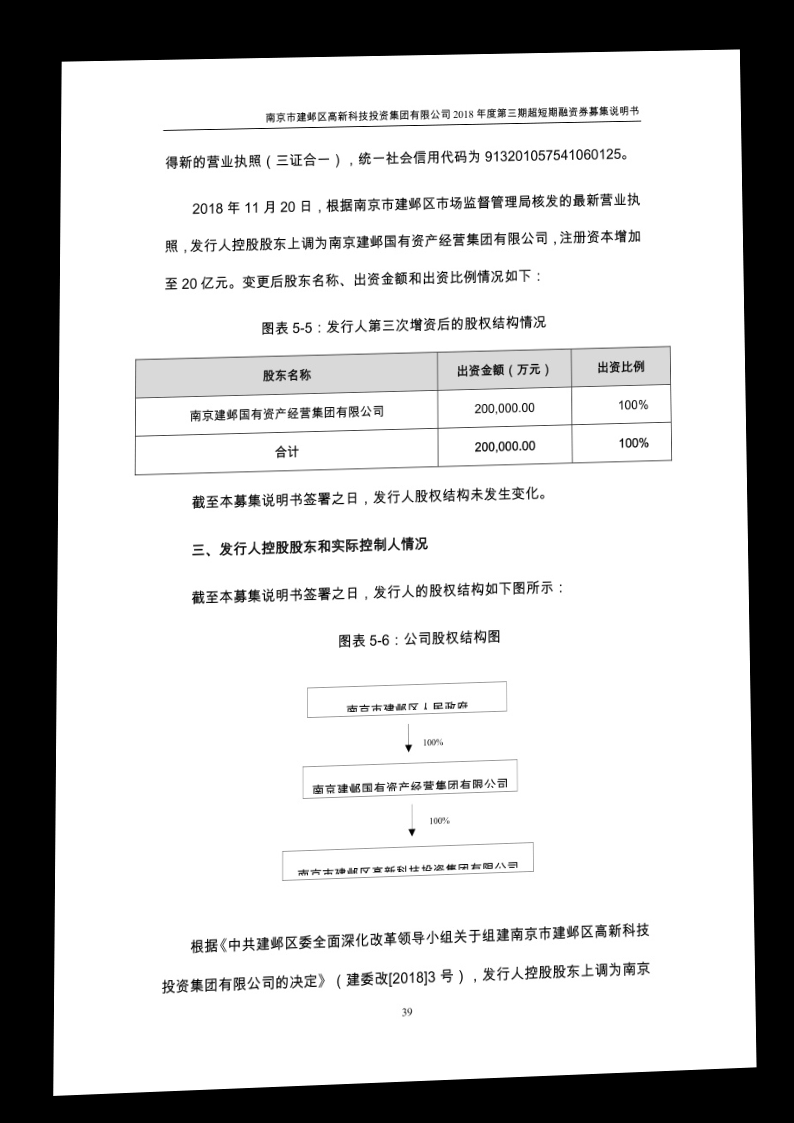 南京市建邺区高新科技投资集团有限公司 2018 年度第三期超短期融资券募集说明书
得新的营业执照（三证合一），统一社会信用代码为 913201057541060125。
2018 年 11 月 20 日，根据南京市建邺区市场监督管理局核发的最新营业执
照，发行人控股股东上调为南京建邺国有资产经营集团有限公司，注册资本增加
至 20 亿元。变更后股东名称、出资金额和出资比例情况如下：
图表 5-5：发行人第三次增资后的股权结构情况
股东名称 出资金额（万元） 出资比例
南京建邺国有资产经营集团有限公司 200,000.00 100%
合计 200,000.00 100%
截至本募集说明书签署之日，发行人股权结构未发生变化。
三、发行人控股股东和实际控制人情况
截至本募集说明书签署之日，发行人的股权结构如下图所示：
图表 5-6：公司股权结构图
南京市建邺区人民政府
100%
南京建邺国有资产经营集团有限公司
100%
南京市建邺区高新科技投资集团有限公司
根据《中共建邺区委全面深化改革领导小组关于组建南京市建邺区高新科技
投资集团有限公司的决定》（建委改[2018]3 号），发行人控股股东上调为南京
39